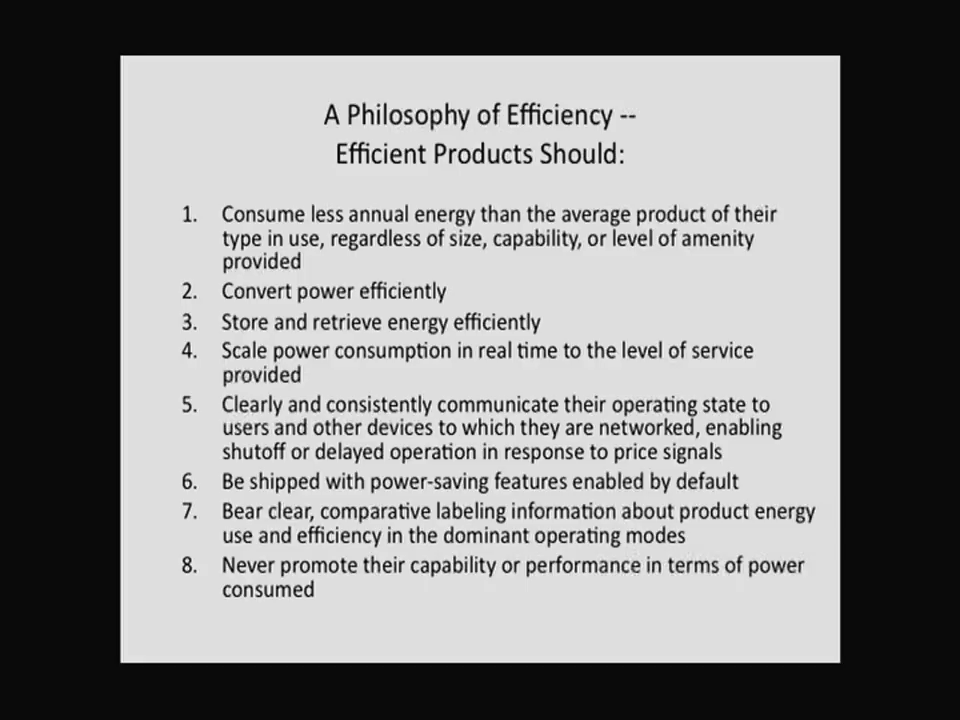 A Philosophy of Efficiency --
Efficient Products Should:
1. Consume less annual energy than the average product of their
type in use, regardless of size, capability, or level of amenity
provided
2. Convert power efficiently
3. Store and retrieve energy efficiently
4. Scale power consumption in real time to the level of service
provided
5. Clearly and consistently communicate their operating state to
users and other devices to which they are networked, enabling
shutoff or delayed operation in response to price signals
6. Be shipped with power-saving features enabled by default
7. Bear clear, comparative labeling information about product energy
use and efficiency in the dominant operating modes
8. Never promote their capability or performance in terms of power
consumed